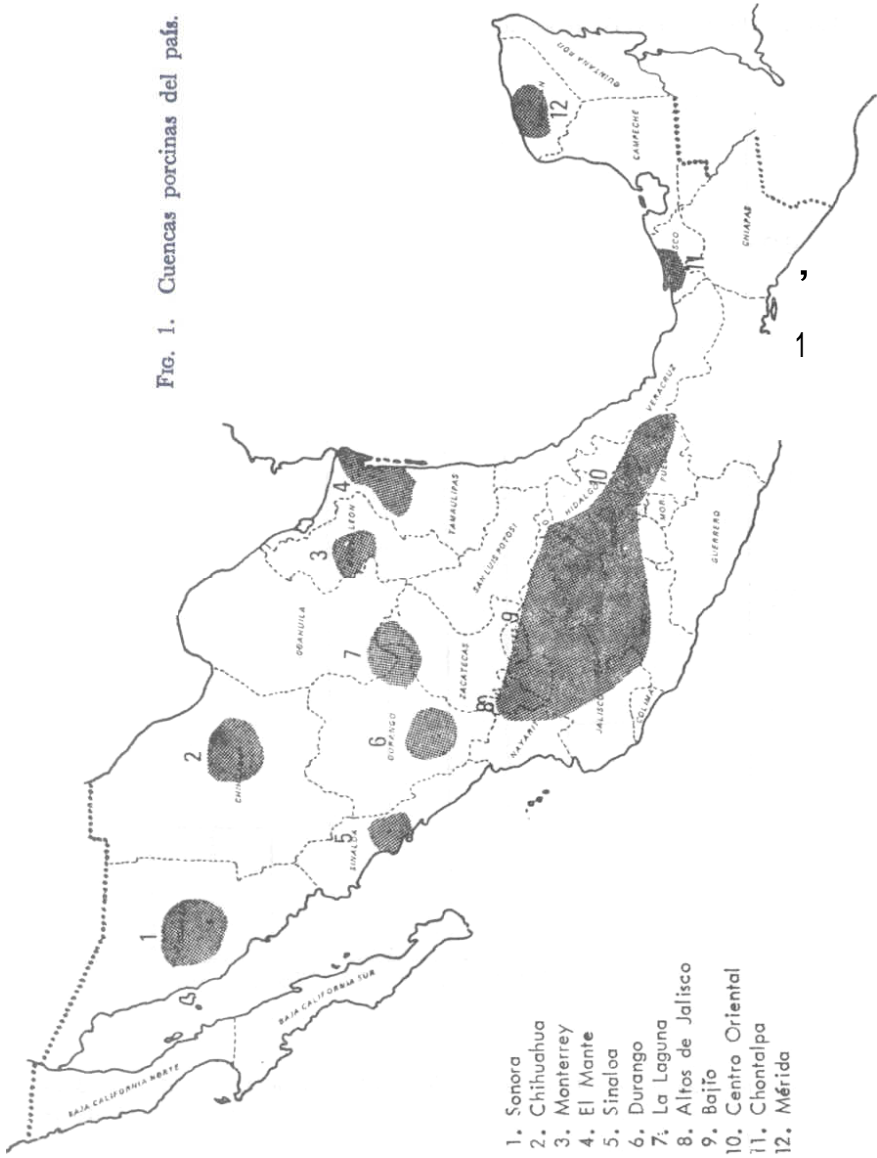 FIG. 1. Cuencas porcinas del país.
BAJA CALIFORNIA NORTE
BAJA CALIFORNIA SUR
1
2
3
LEON
4
TAMAULIPAS
5
SINALOA
6
DURANGO
7
ZACATECAS
SAN LUIS POTOSI
8
9
10
HIDALGO
NAYARIT
JALISCO
COLIMA
MOR.
GUERRERO
VERACRUZ
11
CHIAPAS
CAMPECHE
12
QUINTANA ROO
1 ,
1. Sonora
2. Chihuahua
3. Monterrey
4. El Mante
5. Sinaloa
6. Durango
7. La Laguna
8. Altos de Jalisco
9. Bajío
10. Centro Oriental
11. Chontalpa
12. Mérida